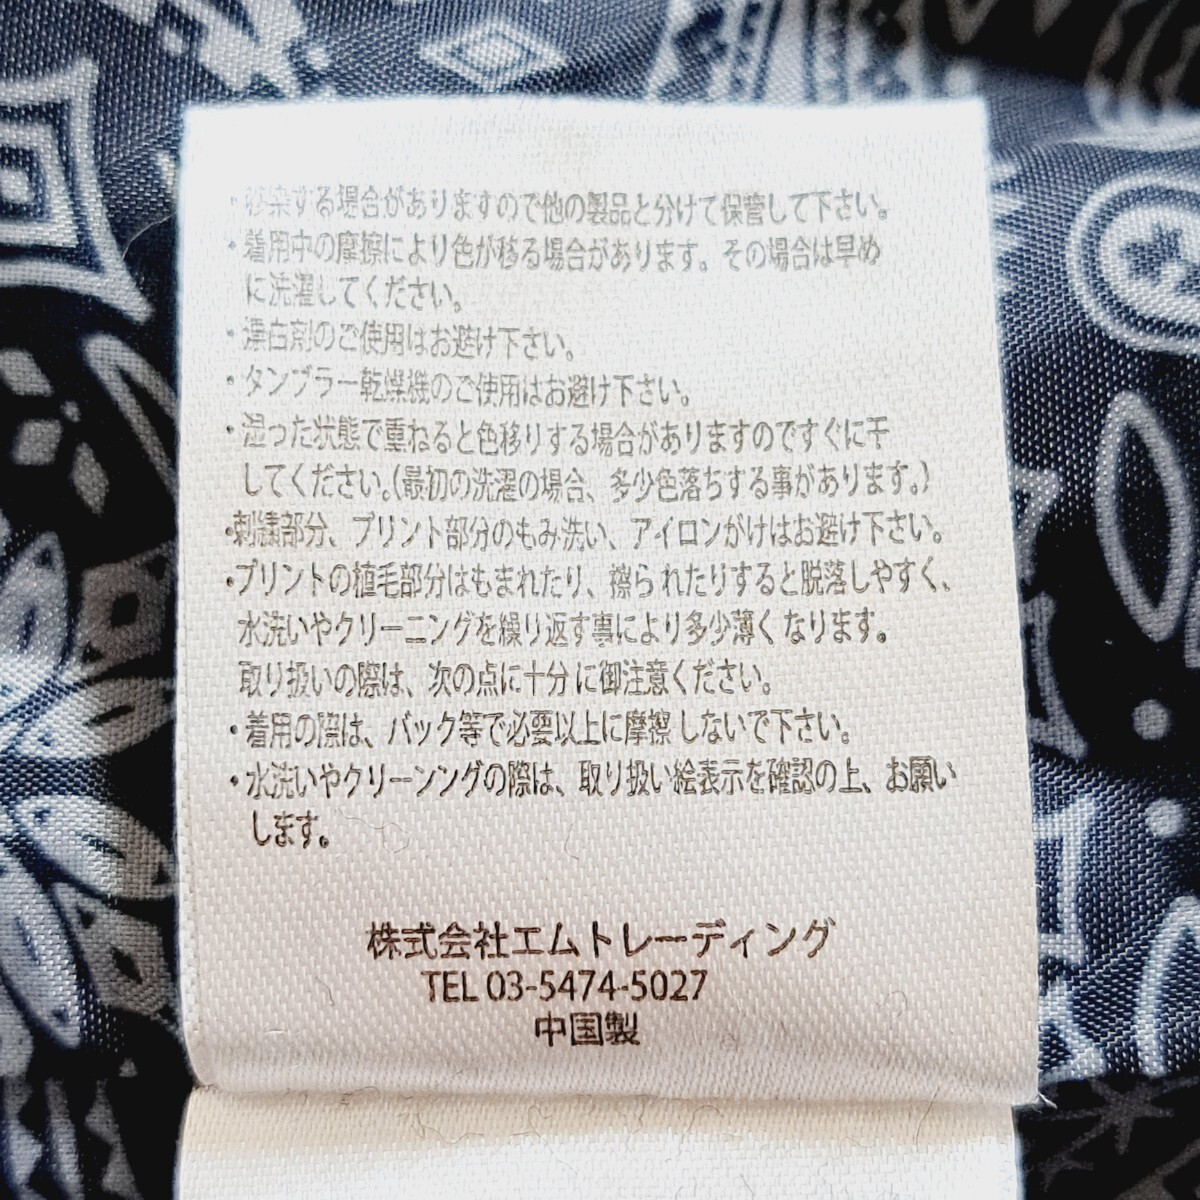 ・移染する場合がありますので他の製品と分けて保管して下さい。
・着用中の摩擦により色が移る場合があります。その場合は早め
に洗濯してください。
・漂白剤のご使用はお避け下さい。
・タンブラー乾燥機のご使用はお避け下さい。
・湿った状態で重ねると色移りする場合がありますのですぐに干
してください。(最初の洗濯の場合、多少色落ちする事があります。)
・刺繍部分、プリント部分のもみ洗い、アイロンがけはお避け下さい。
・プリントの植毛部分はもまれたり、擦られたりすると脱落しやすく、
水洗いやクリーニングを繰り返す事により多少薄くなります。
取り扱いの際は、次の点に十分に御注意ください。
・着用の際は、バック等で必要以上に摩擦しないで下さい。
・水洗いやクリーンングの際は、取り扱い絵表示を確認の上、お願い
します。
株式会社エムトレーディング
TEL 03-5474-5027
中国製